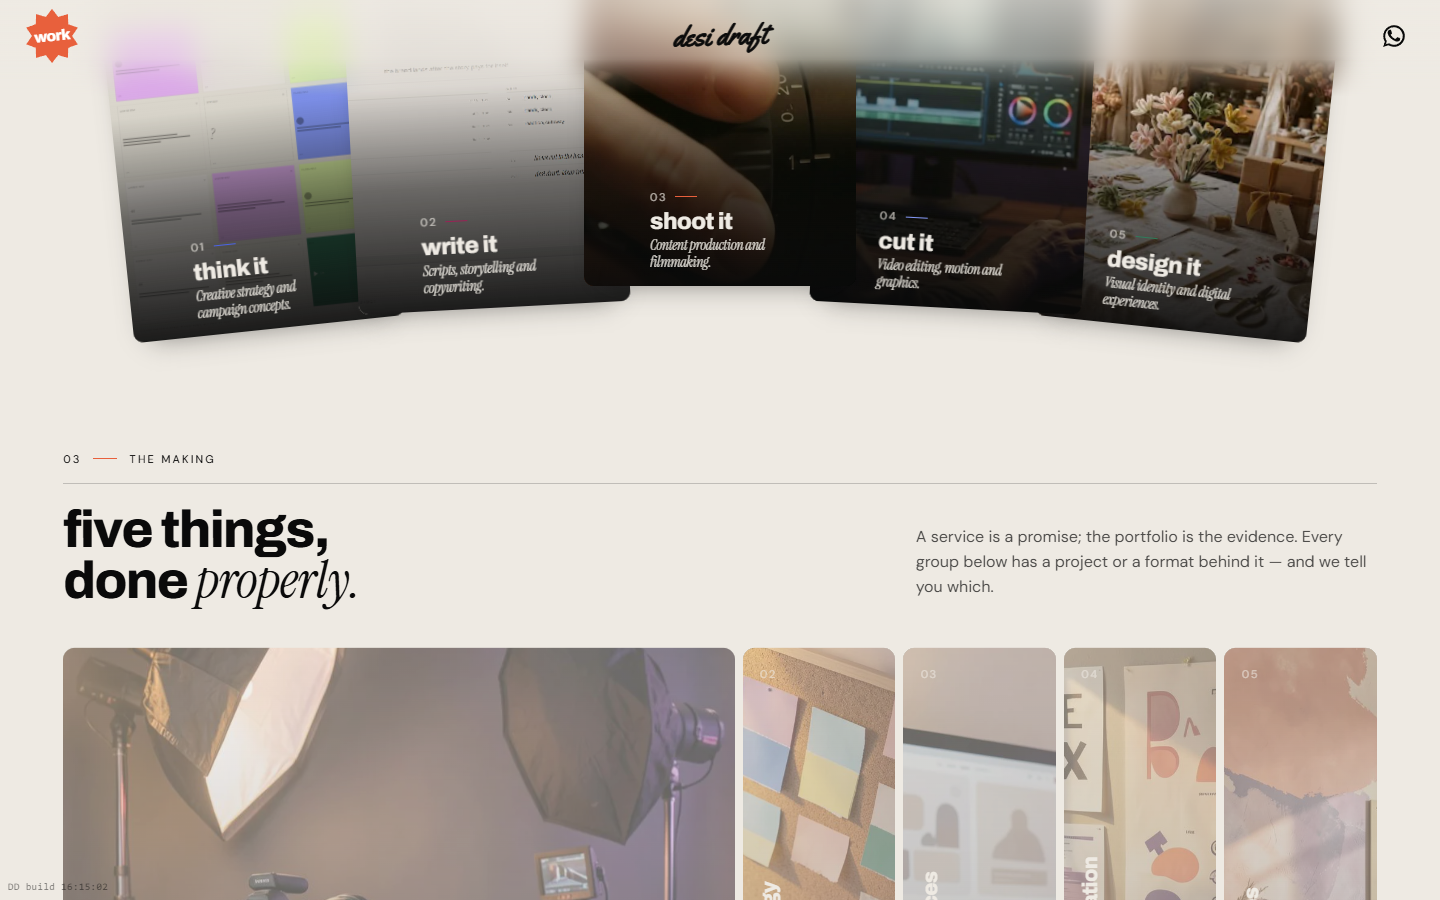 work
desi draft
01
think it
Creative strategy and
campaign concepts.
02
write it
Scripts, storytelling and
copywriting.
03
shoot it
Content production and
filmmaking.
04
cut it
Video editing, motion and
graphics.
05
design it
Visual identity and digital
experiences.
03 THE MAKING
five things,
done properly.
A service is a promise; the portfolio is the evidence. Every
group below has a project or a format behind it — and we tell
you which.
02
03
04
05
DD build 16:15:02